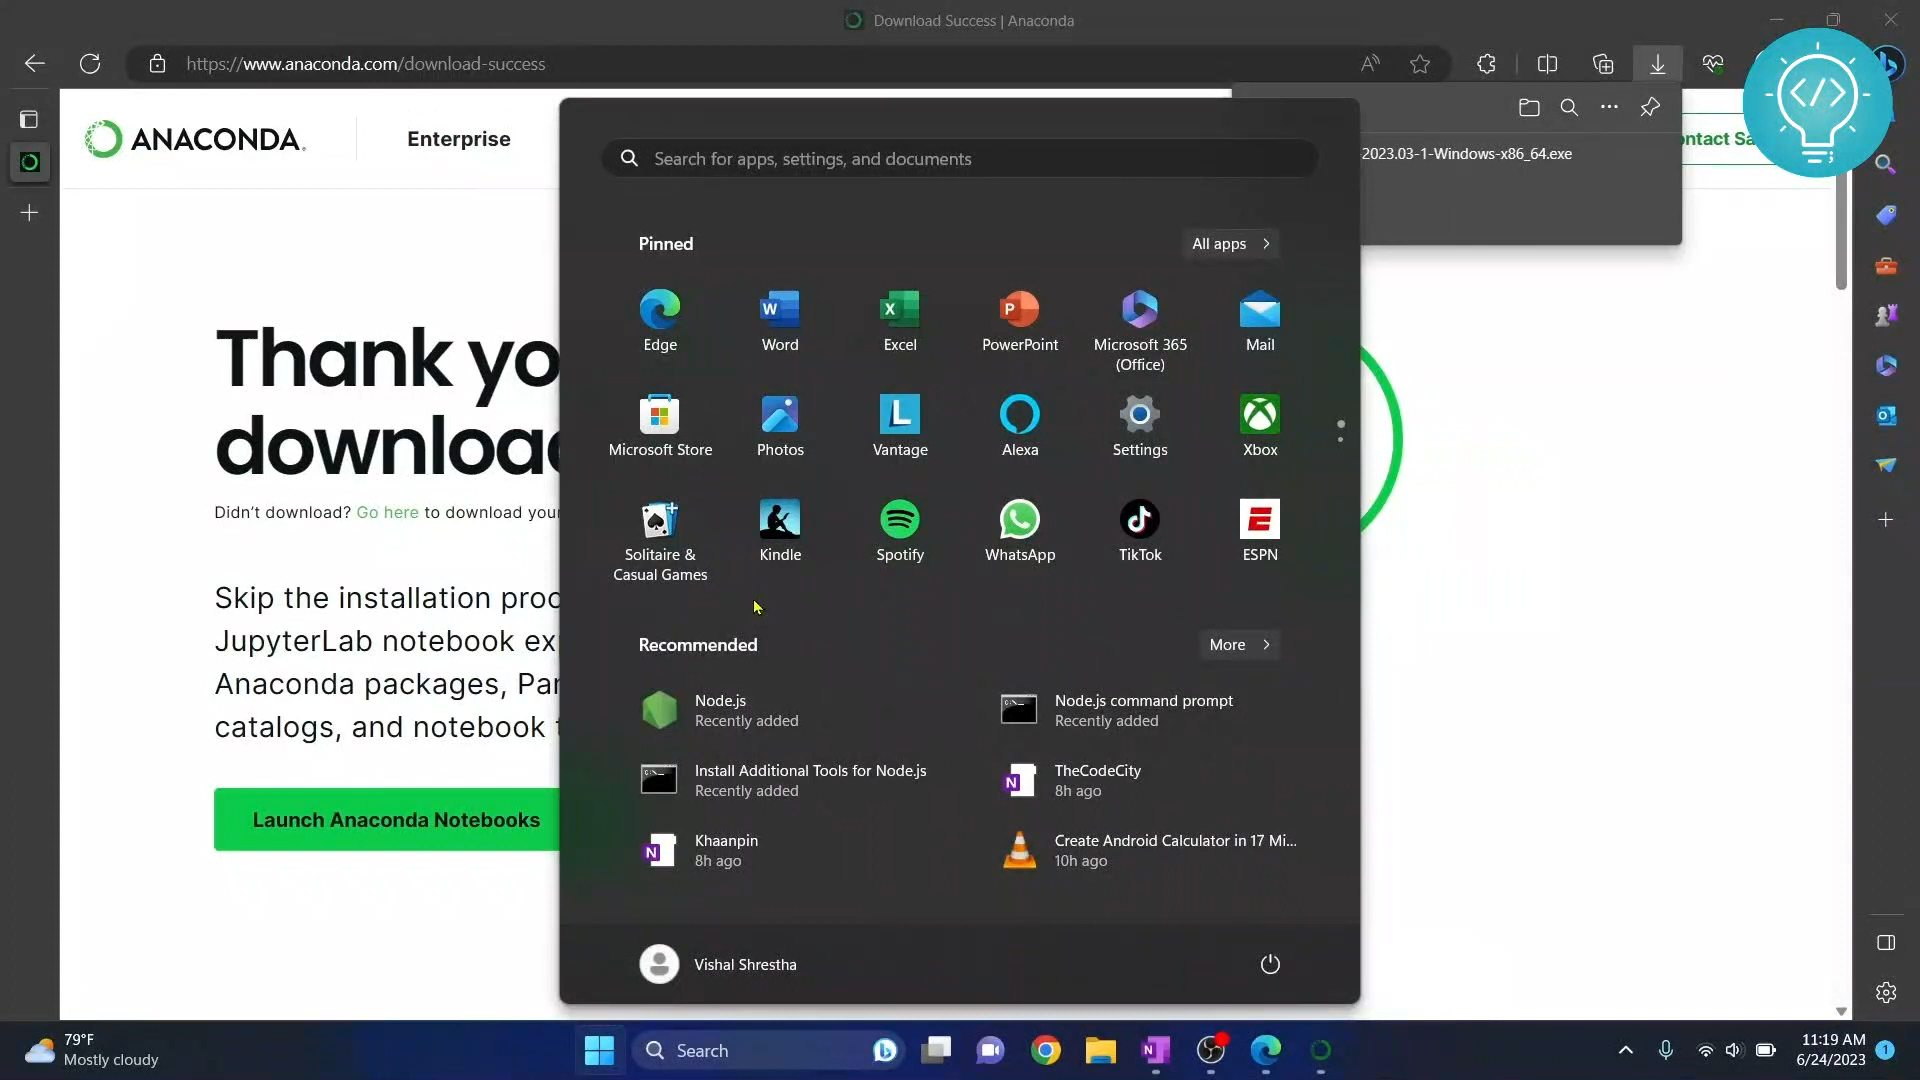 Download Success | Anaconda
https://www.anaconda.com/download-success
ANACONDA.
Enterprise
ontact Sa
2023.03-1-Windows-x86_64.exe
Search for apps, settings, and documents
Pinned
All apps
Edge
Word
Excel
PowerPoint
Microsoft 365
(Office)
Mail
Microsoft Store
Photos
Vantage
Alexa
Settings
Xbox
Solitaire &
Casual Games
Kindle
Spotify
WhatsApp
TikTok
ESPN
Recommended
More
Node.js
Recently added
Node.js command prompt
Recently added
Install Additional Tools for Node.js
Recently added
TheCodeCity
8h ago
Khaanpin
8h ago
Create Android Calculator in 17 Mi...
10h ago
Vishal Shrestha
Thank yo
downloa
Didn't download? Go here to download your
Skip the installation proc
JupyterLab notebook ex
Anaconda packages, Pa
catalogs, and notebook
Launch Anaconda Notebooks
79°F
Mostly cloudy
Search
11:19 AM
6/24/2023
1